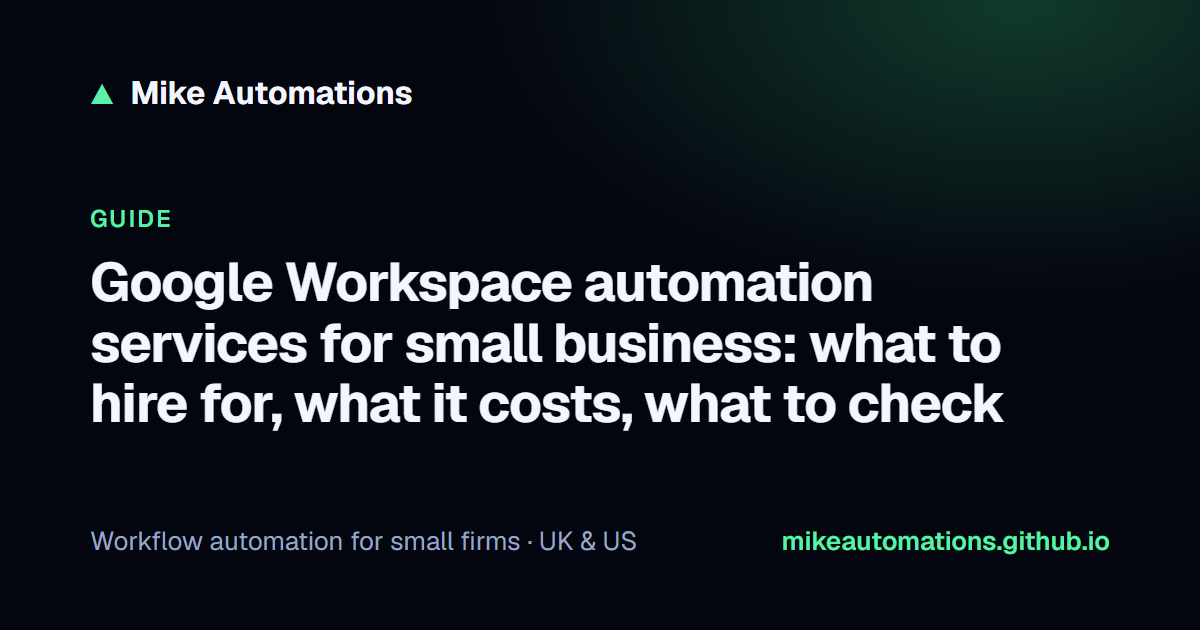 Mike Automations
GUIDE
Google Workspace automation
services for small business: what to
hire for, what it costs, what to check
Workflow automation for small firms · UK & US
mikeautomations.github.io